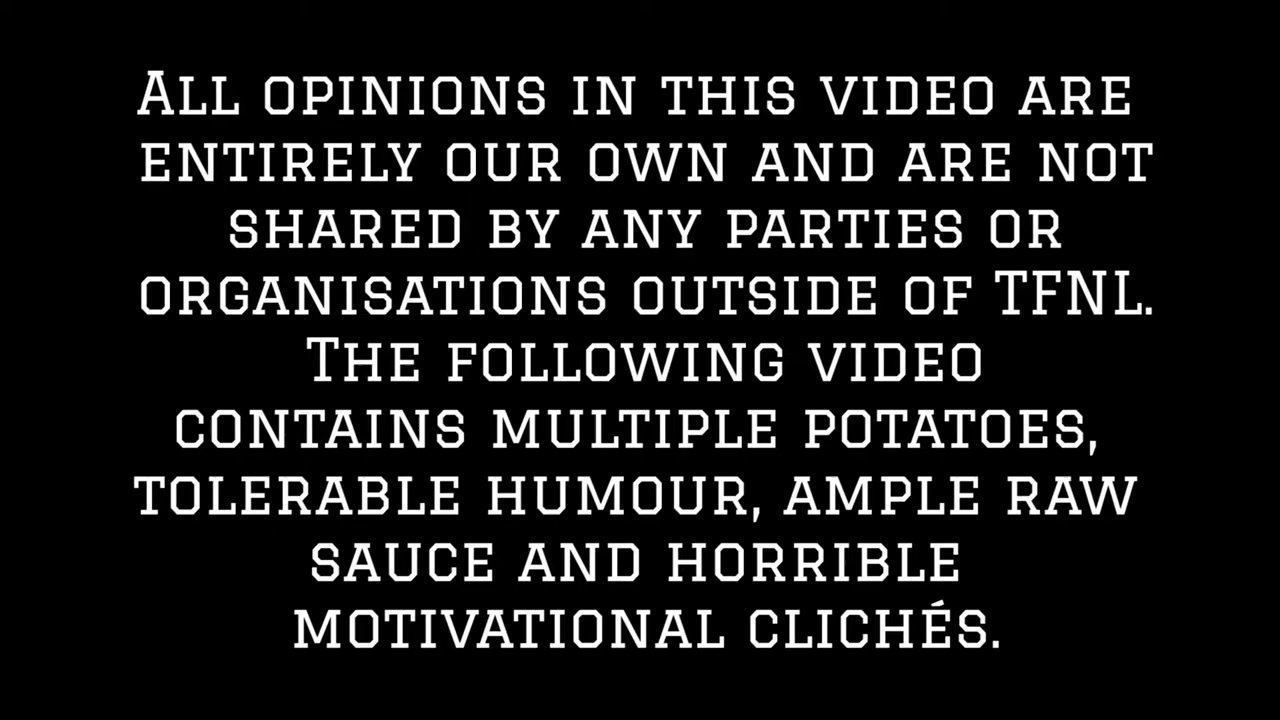 All opinions in this video are
entirely our own and are not
shared by any parties or
organisations outside of TFNL.
The following video
contains multiple potatoes,
tolerable humour, ample raw
sauce and horrible
motivational clichés.